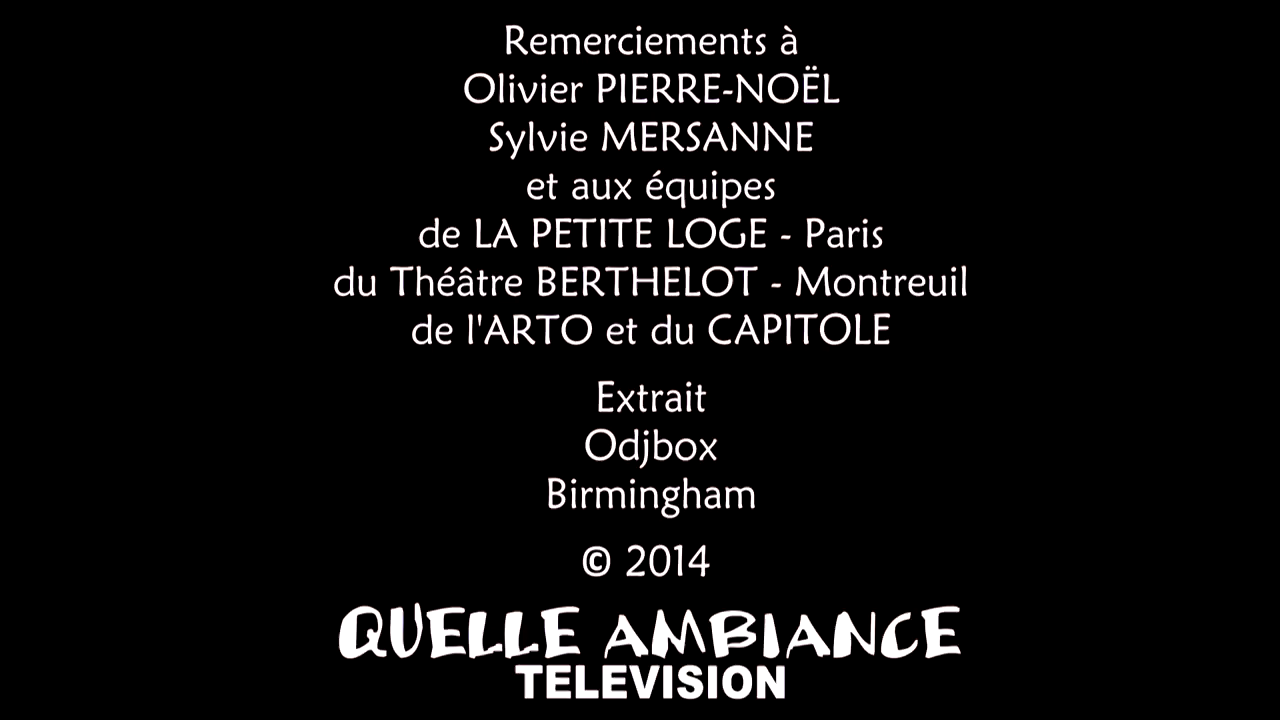 Remerciements à
Olivier PIERRE-NOËL
Sylvie MERSANNE
et aux équipes
de LA PETITE LOGE - Paris
du Théâtre BERTHELOT - Montreuil
de l'ARTO et du CAPITOLE
Extrait
Odjbox
Birmingham
© 2014
QUELLE AMBIANCE
TELEVISION